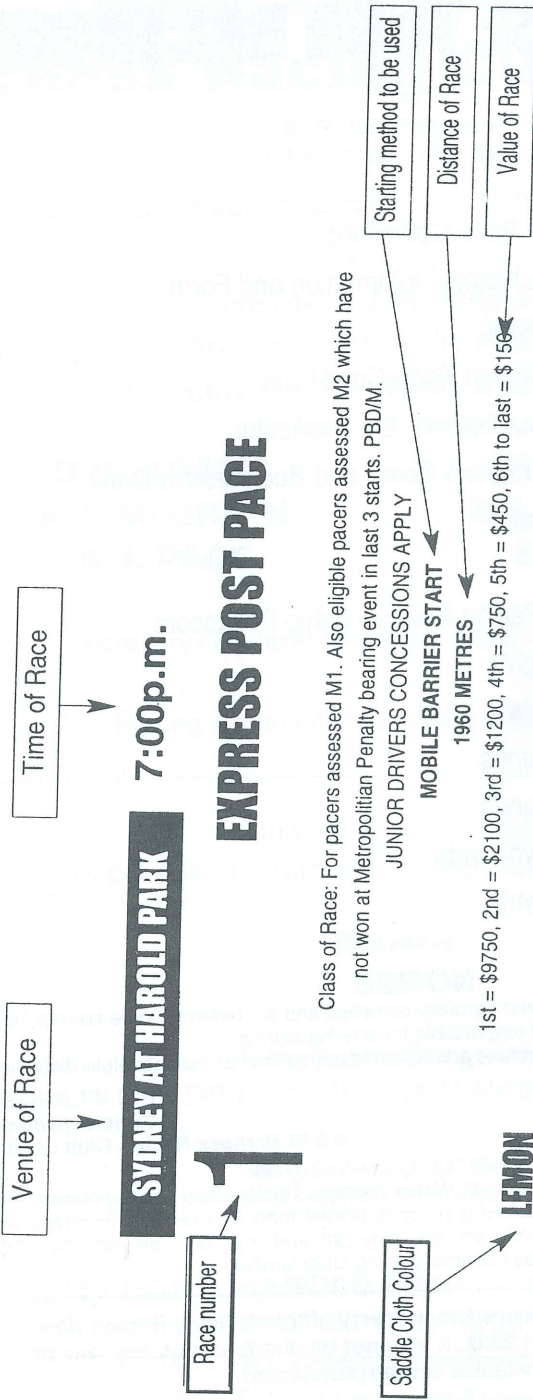 Venue of Race
Time of Race
SYDNEY AT HAROLD PARK
7:00p.m.
Race number
1
EXPRESS POST PACE
Class of Race: For pacers assessed M1. Also eligible pacers assessed M2 which have
not won at Metropolitian Penalty bearing event in last 3 starts. PBD/M.
JUNIOR DRIVERS CONCESSIONS APPLY
Starting method to be used
MOBILE BARRIER START
Distance of Race
1960 METRES
Value of Race
1st = $9750, 2nd = $2100, 3rd = $1200, 4th = $750, 5th = $450, 6th to last = $150
Saddle Cloth Colour
LEMON